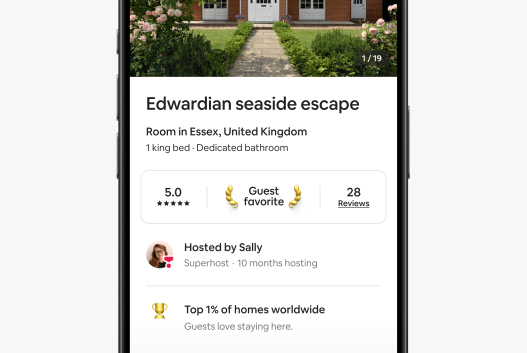 1 / 19
Edwardian seaside escape
Room in Essex, United Kingdom
1 king bed · Dedicated bathroom
5.0
Guest
favorite
28
Reviews
Hosted by Sally
Superhost · 10 months hosting
Top 1% of homes worldwide
Guests love staying here.